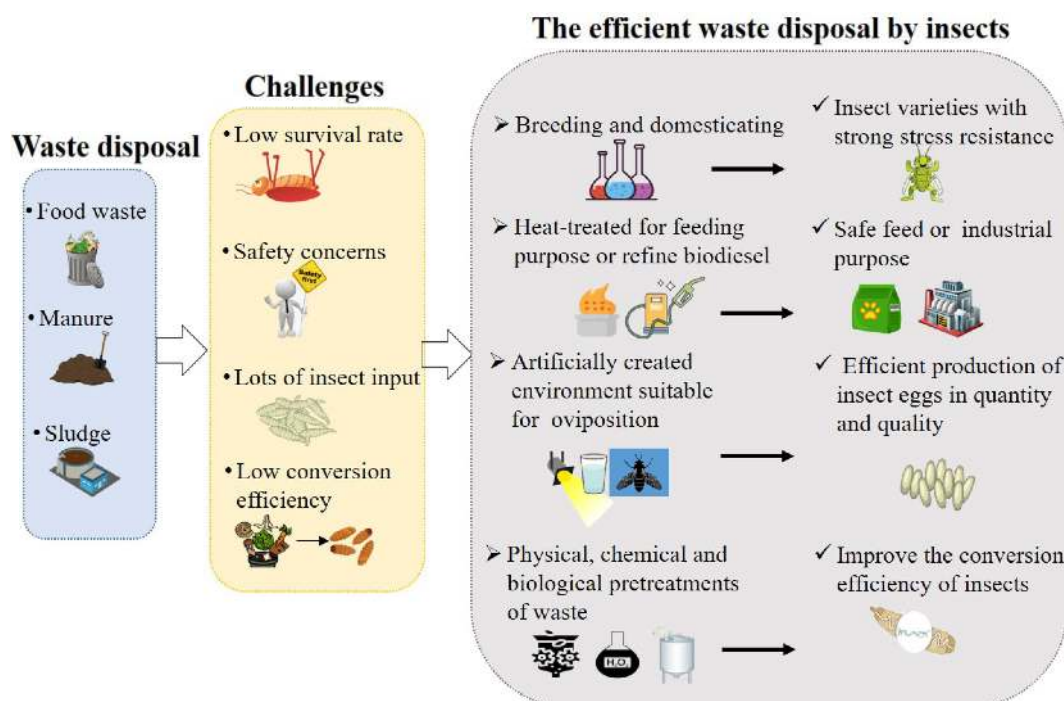 The efficient waste disposal by insects
Challenges
Waste disposal
• Food waste
• Manure
• Sludge
• Low survival rate
• Safety concerns
Safety
first
• Lots of insect input
• Low conversion
efficiency
➢ Breeding and domesticating
✓ Insect varieties with
strong stress resistance
➢ Heat-treated for feeding
purpose or refine biodiesel
✓ Safe feed or industrial
purpose
➢ Artificially created
environment suitable
for oviposition
✓ Efficient production of
insect eggs in quantity
and quality
➢ Physical, chemical and
biological pretreatments
of waste
H₂O₂
✓ Improve the conversion
efficiency of insects